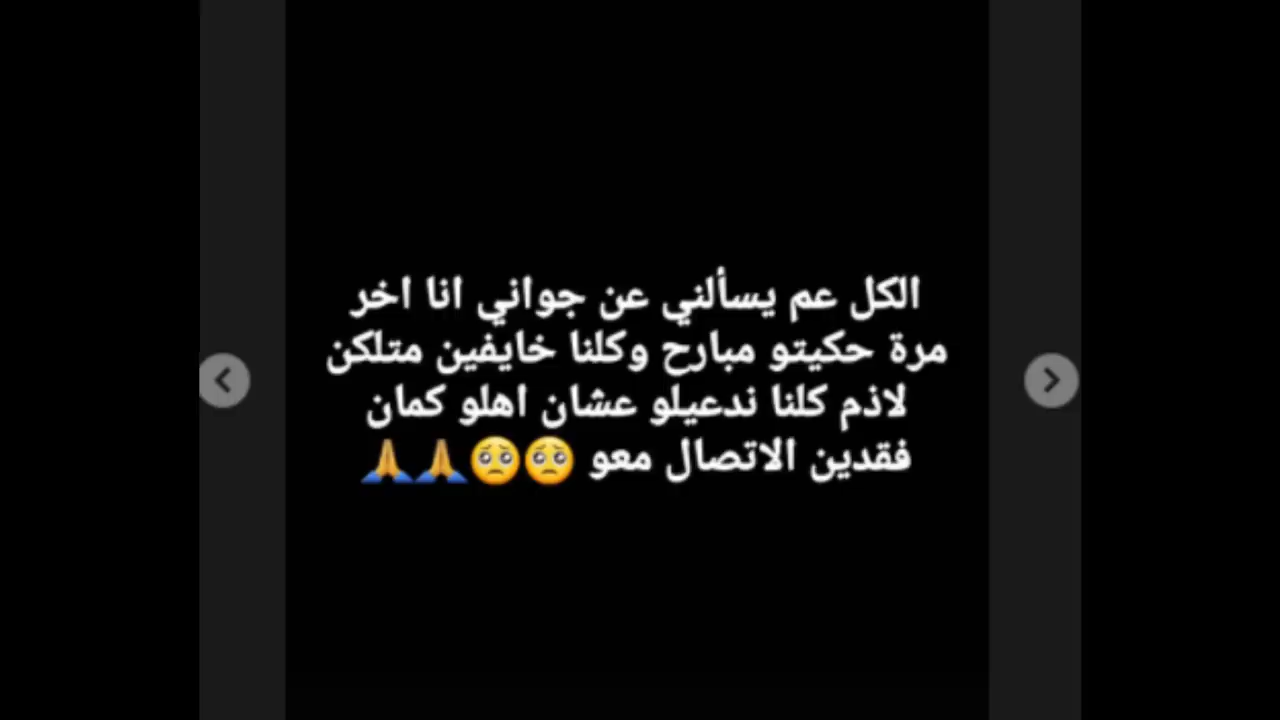 الكل عم يسألني عن جواني انا اخر
مرة حكيتو مبارح وكلنا خايفين متلكن
لاذم كلنا ندعيلو عشان اهلو كمان
فقدين الاتصال معو 🥺🥺🙏🙏